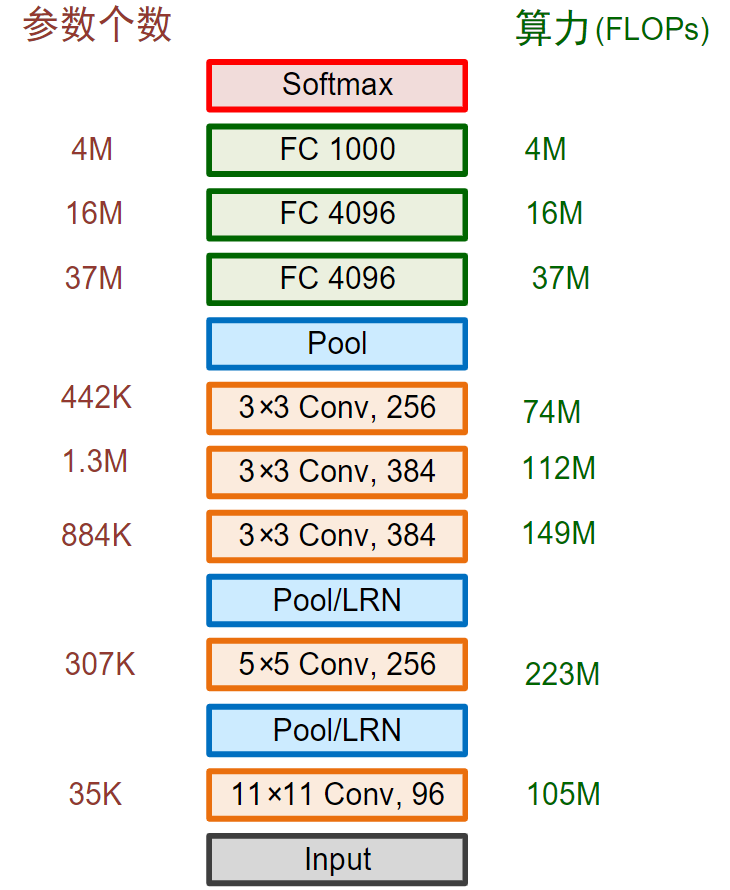 参数个数 算力(FLOPs)
Softmax
4M FC 1000 4M
16M FC 4096 16M
37M FC 4096 37M
Pool
442K 3×3 Conv, 256 74M
1.3M 3×3 Conv, 384 112M
884K 3×3 Conv, 384 149M
Pool/LRN
307K 5×5 Conv, 256 223M
Pool/LRN
35K 11×11 Conv, 96 105M
Input